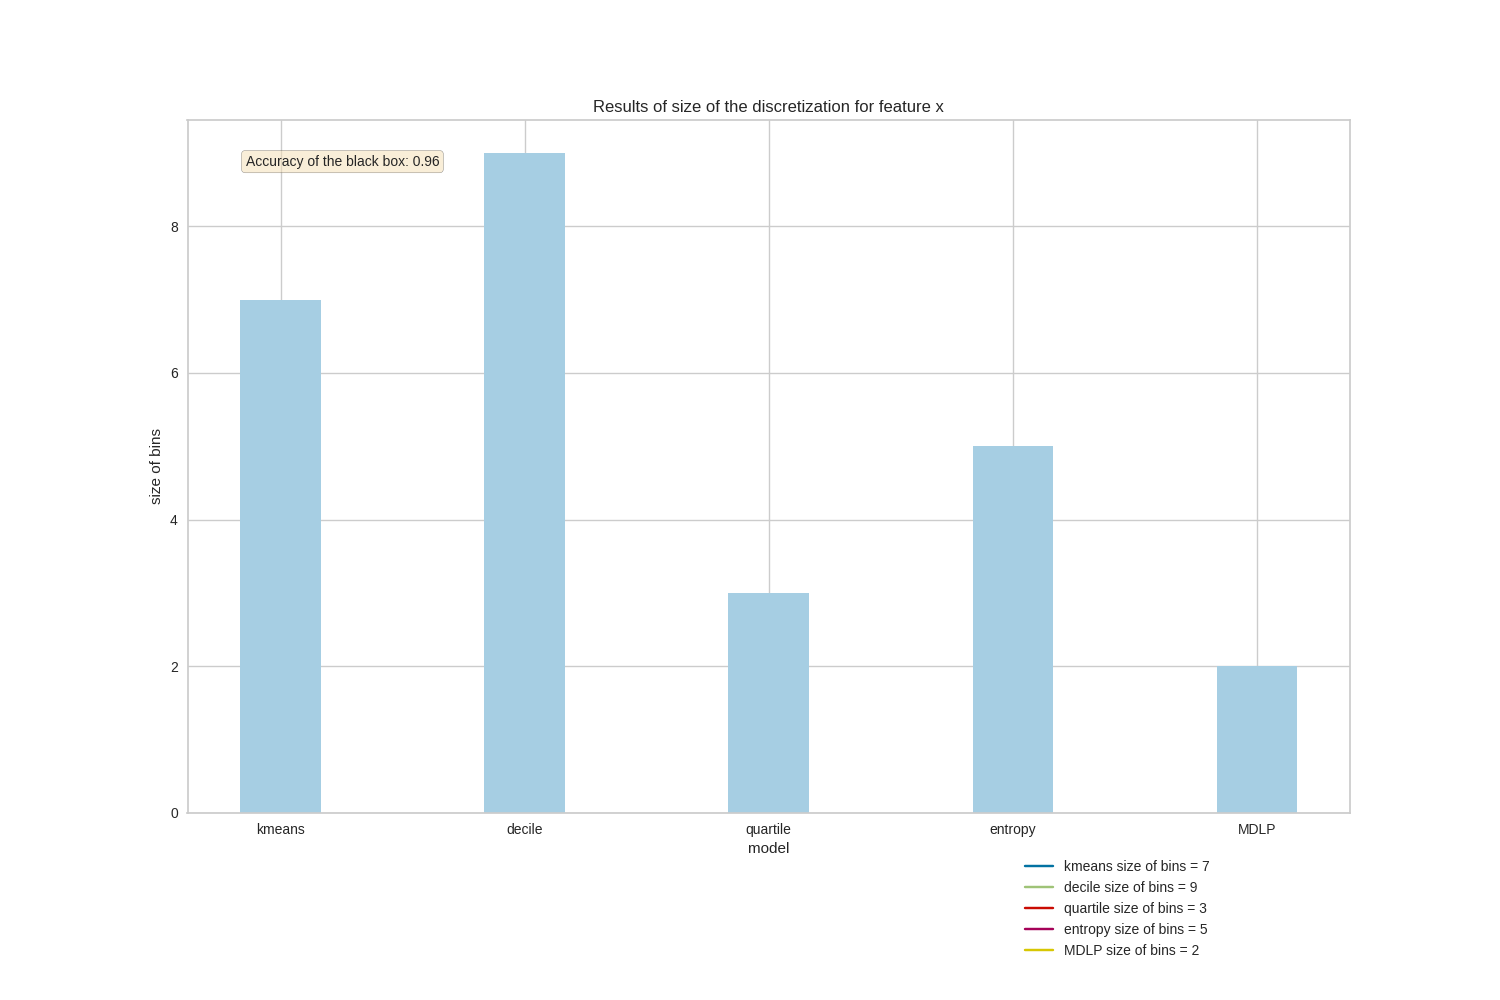 Results of size of the discretization for feature x
Accuracy of the black box: 0.96
8
6
4
2
0
size of bins
kmeans decile quartile entropy MDLP
model
kmeans size of bins = 7
decile size of bins = 9
quartile size of bins = 3
entropy size of bins = 5
MDLP size of bins = 2